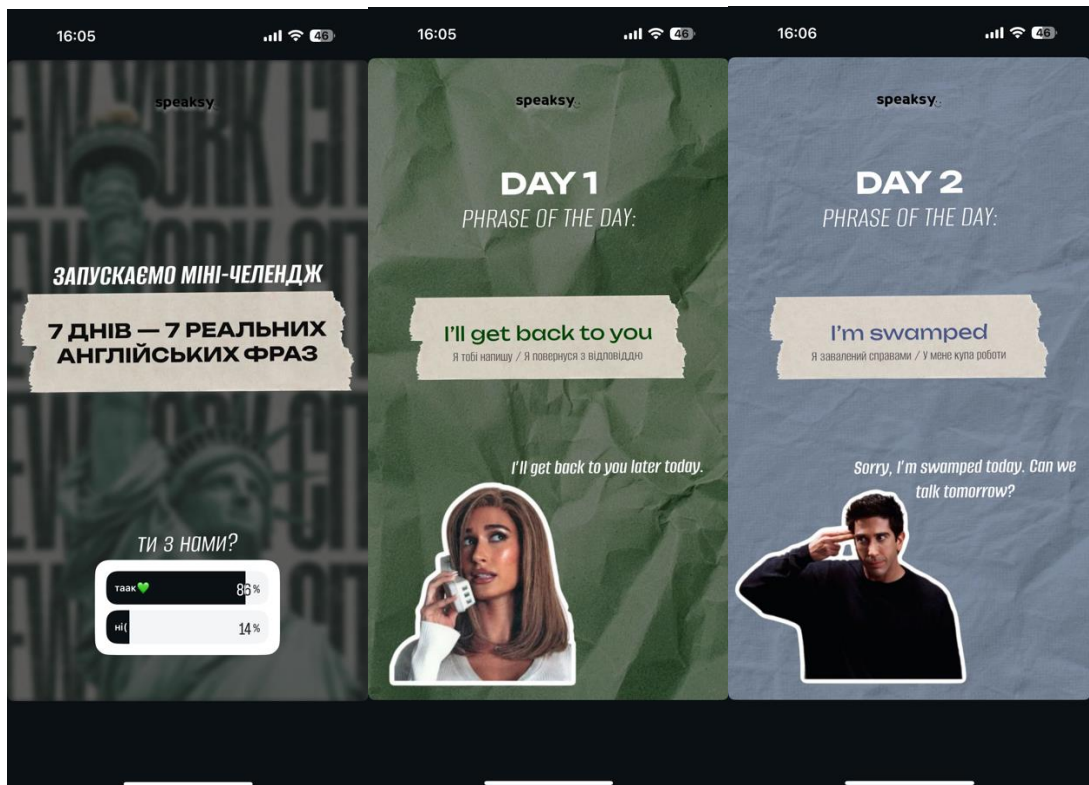 16:05
46
speaksy
ЗАПУСКАЄМО МІНІ-ЧЕЛЕНДЖ
7 ДНІВ — 7 РЕАЛЬНИХ
АНГЛІЙСЬКИХ ФРАЗ
ТИ З НАМИ?
таак💚 86%
ні( 14%
16:05
46
speaksy
DAY 1
PHRASE OF THE DAY:
I'll get back to you
Я тобі напишу / Я повернуся з відповіддю
I'll get back to you later today.
16:06
46
speaksy
DAY 2
PHRASE OF THE DAY:
I'm swamped
Я завалений справами / У мене купа роботи
Sorry, I'm swamped today. Can we
talk tomorrow?